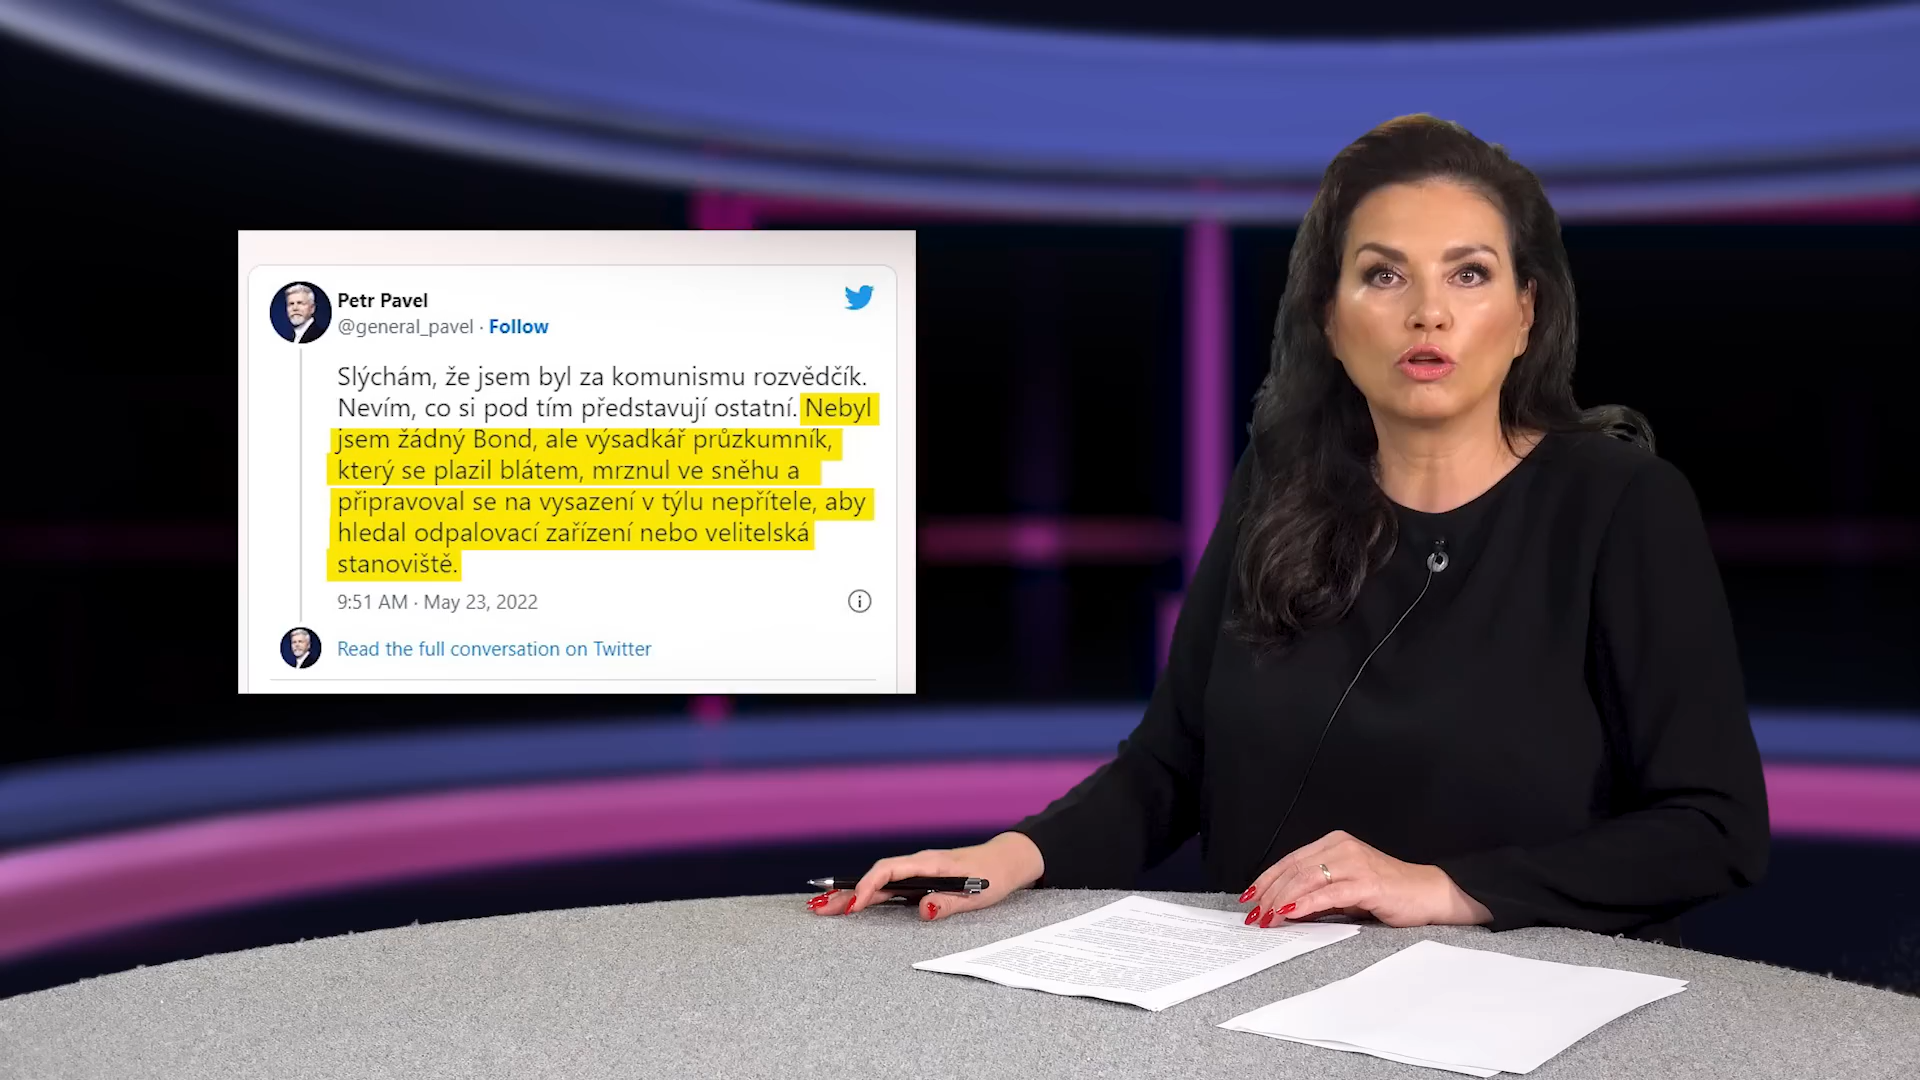 Petr Pavel
@general_pavel · Follow
Slýchám, že jsem byl za komunismu rozvědčík.
Nevím, co si pod tím představují ostatní. Nebyl
jsem žádný Bond, ale výsadkář průzkumník,
který se plazil blátem, mrznul ve sněhu a
připravoval se na vysazení v týlu nepřítele, aby
hledal odpalovací zařízení nebo velitelská
stanoviště.
9:51 AM · May 23, 2022
Read the full conversation on Twitter